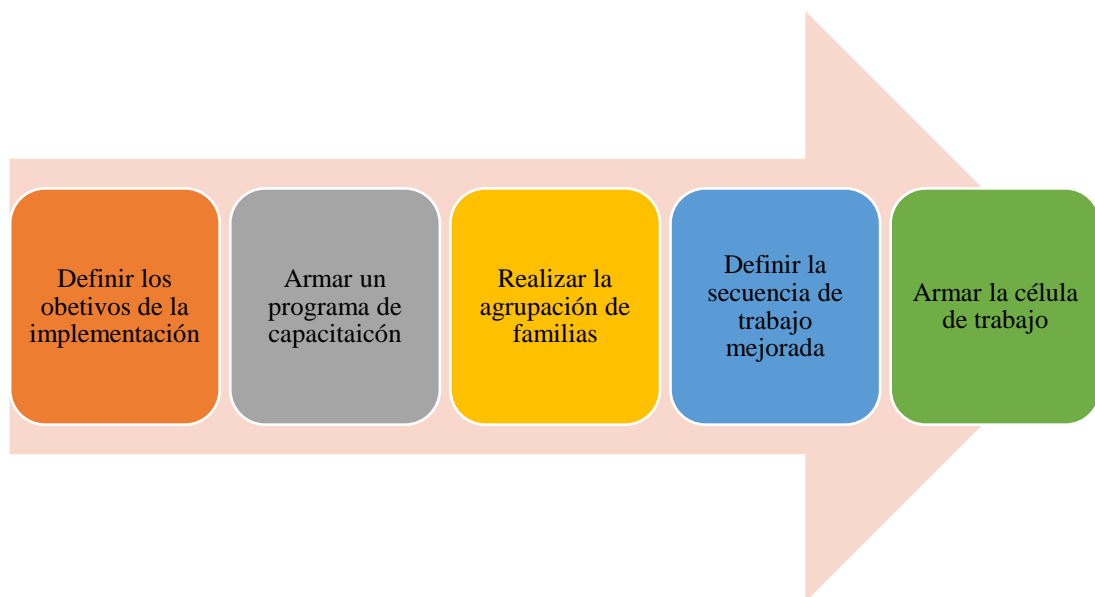 Definir los
obetivos de la
implementación
Armar un
programa de
capacitaicón
Realizar la
agrupación de
familias
Definir la
secuencia de
trabajo
mejorada
Armar la célula
de trabajo